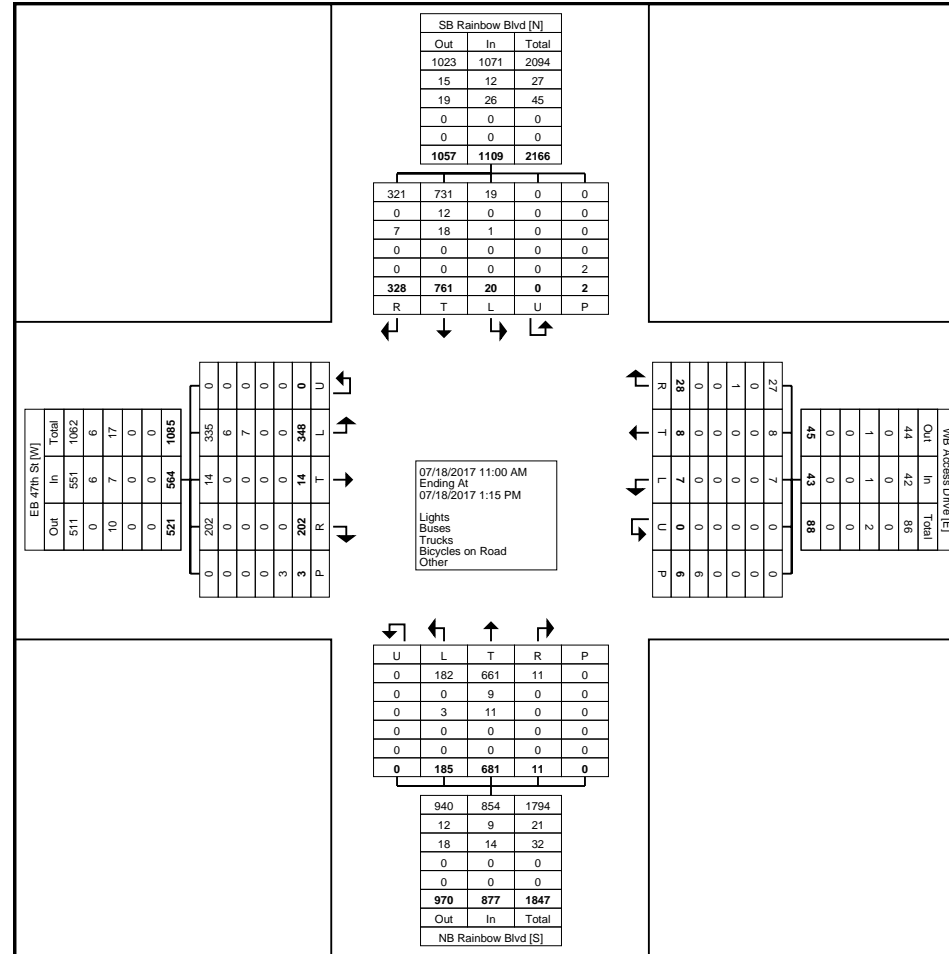 SB Rainbow Blvd [N]
Out In Total
1023 1071 2094
15 12 27
19 26 45
0 0 0
0 0 0
1057 1109 2166
321 731 19 0 0
0 12 0 0 0
7 18 1 0 0
0 0 0 0 0
0 0 0 0 2
328 761 20 0 2
R T L U P
EB 47th St [W]
Total In Out
1062 551 511
6 6 0
17 7 10
0 0 0
0 0 0
1085 564 521
0 335 14 202 0
0 6 0 0 0
0 7 0 0 0
0 0 0 0 0
0 0 0 0 3
0 348 14 202 3
U L T R P
07/18/2017 11:00 AM
Ending At
07/18/2017 1:15 PM
Lights
Buses
Trucks
Bicycles on Road
Other
R T L U P
28 8 7 0 6
0 0 0 0 6
0 0 0 0 0
1 0 0 0 0
0 0 0 0 0
27 8 7 0 0
WB Access Drive [E]
Out In Total
44 42 86
0 0 0
1 1 2
0 0 0
0 0 0
45 43 88
U L T R P
0 182 661 11 0
0 0 9 0 0
0 3 11 0 0
0 0 0 0 0
0 0 0 0 0
0 185 681 11 0
940 854 1794
12 9 21
18 14 32
0 0 0
0 0 0
970 877 1847
Out In Total
NB Rainbow Blvd [S]